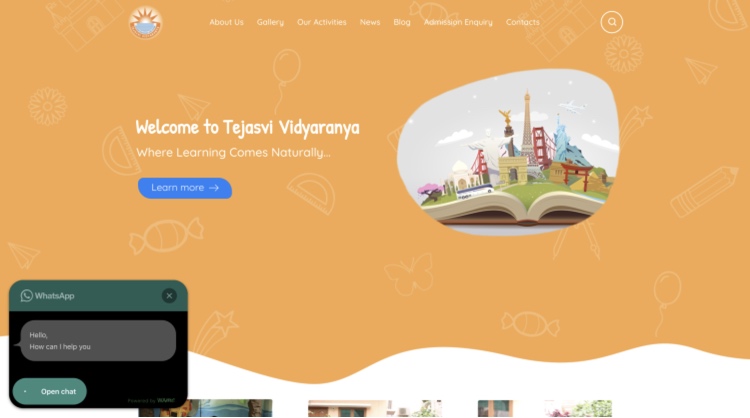 About Us Gallery Our Activities News Blog Admission Enquiry Contacts
Welcome to Tejasvi Vidyaranya
Where Learning Comes Naturally...
Learn more
WhatsApp
Hello,
How can I help you
Open chat
Powered by